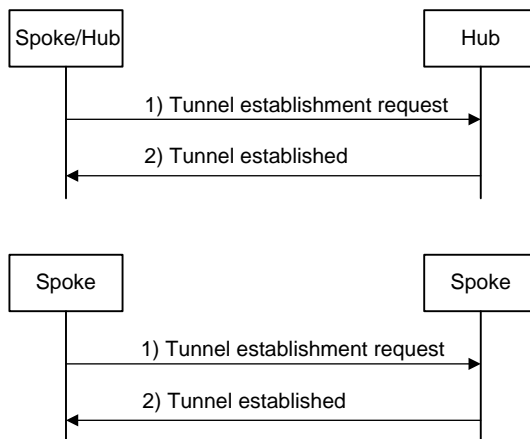 Spoke/Hub
Hub
1) Tunnel establishment request
2) Tunnel established
Spoke
Spoke
1) Tunnel establishment request
2) Tunnel established